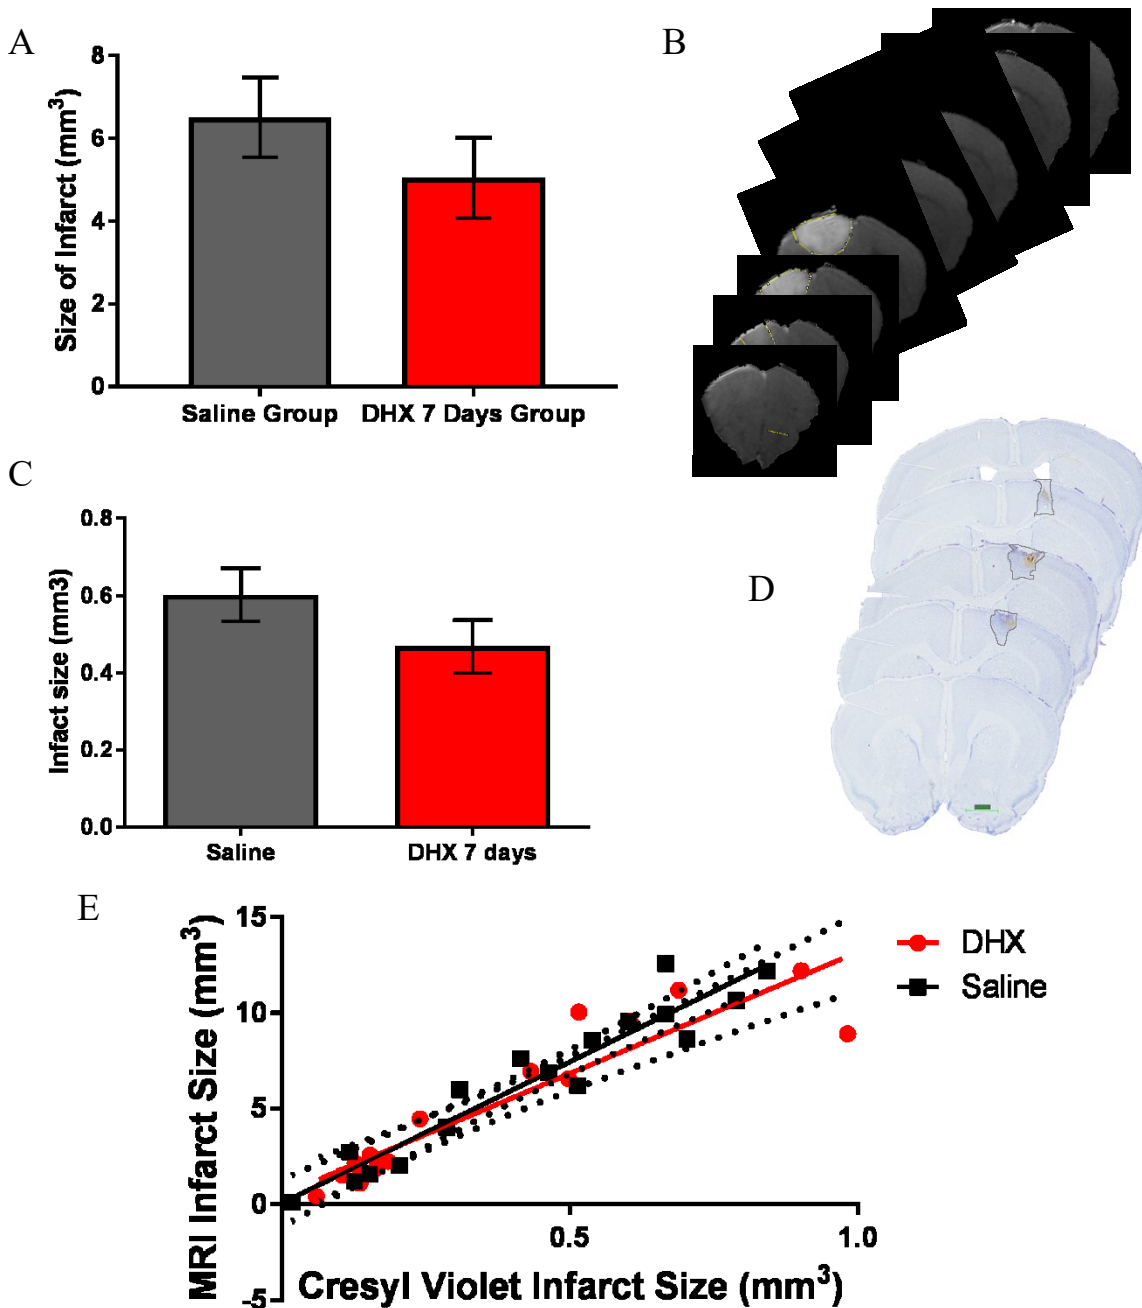 A
B
8
6
4
2
0
Size of Infarct (mm³)
Saline Group
DHX 7 Days Group
C
D
0.8
0.6
0.4
0.2
0.0
Infact size (mm3)
Saline
DHX 7 days
E
15
10
5
0
-5
MRI Infarct Size (mm³)
0.5
1.0
Cresyl Violet Infarct Size (mm³)
DHX
Saline